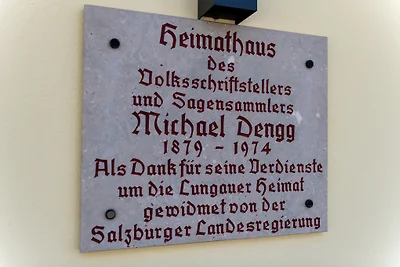 Heimathaus
des
Volksschriftstellers
und Sagensammlers
Michael Dengg
1879 - 1974
Als Dank für seine Verdienste
um die Lungauer Heimat
gewidmet von der
Salzburger Landesregierung